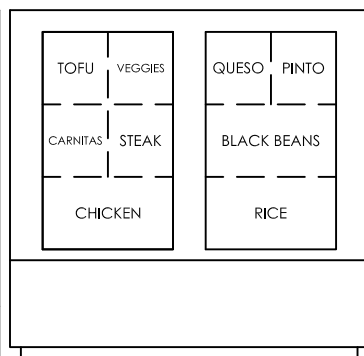 TOFU VEGGIES
CARNITAS STEAK
CHICKEN
QUESO PINTO
BLACK BEANS
RICE